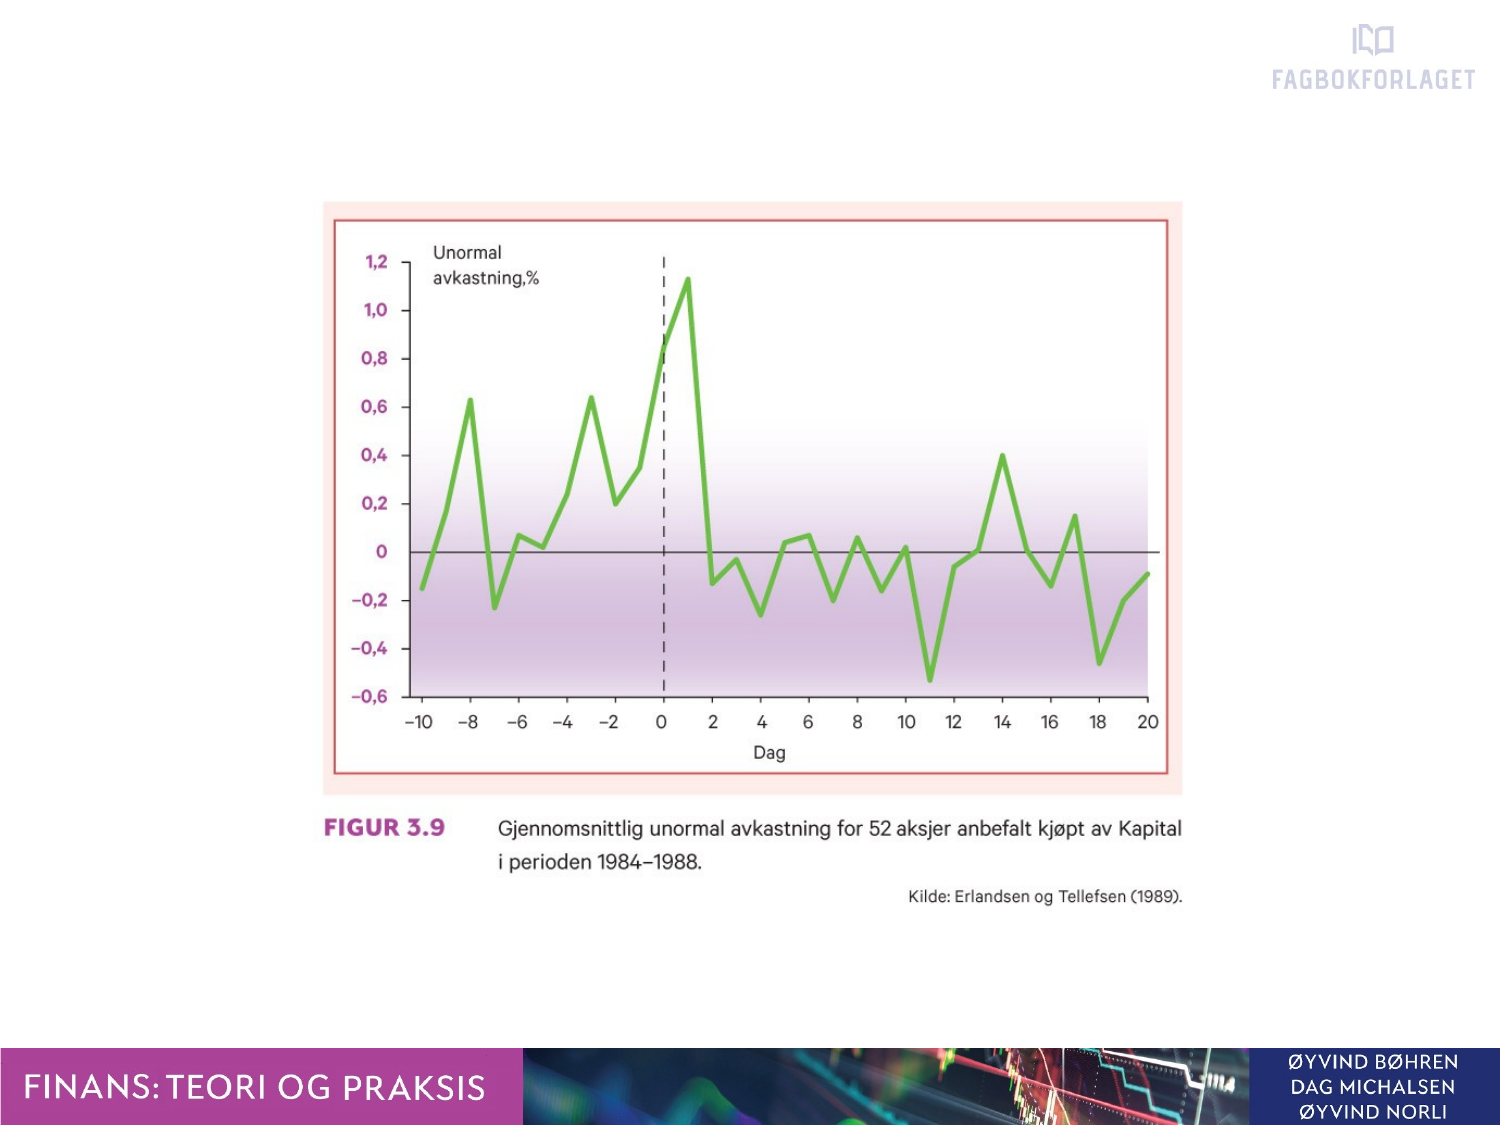 FAGBOKFORLAGET
Unormal
avkastning,%
1,2
1,0
0,8
0,6
0,4
0,2
0
–0,2
–0,4
–0,6
–10 –8 –6 –4 –2 0 2 4 6 8 10 12 14 16 18 20
Dag
FIGUR 3.9 Gjennomsnittlig unormal avkastning for 52 aksjer anbefalt kjøpt av Kapital
i perioden 1984–1988.
Kilde: Erlandsen og Tellefsen (1989).
FINANS: TEORI OG PRAKSIS
ØYVIND BØHREN
DAG MICHALSEN
ØYVIND NORLI